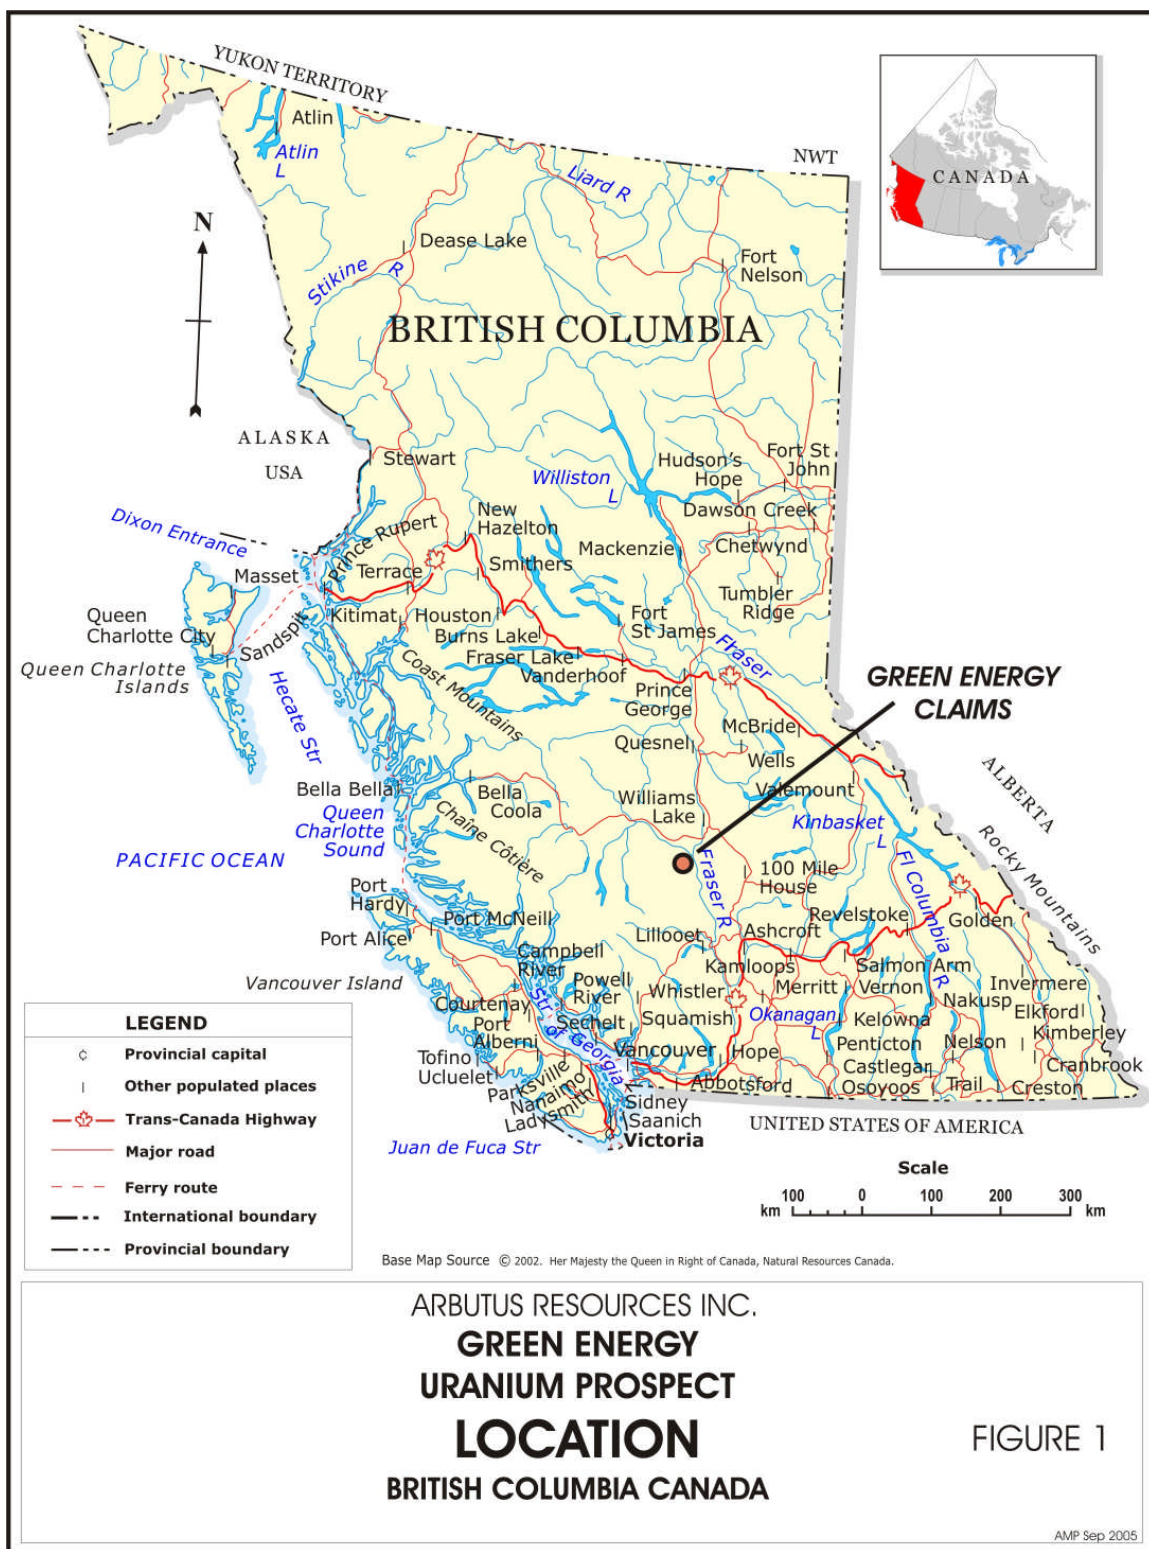 YUKON TERRITORY
NWT
Atlin
Atlin
L
Liard R
CANADA
N
Dease Lake
Stikine
R
Fort
Nelson
BRITISH COLUMBIA
ALASKA
USA
Stewart
Hudson's
Hope
Fort St
John
Williston
L
Dawson Creek
New
Hazelton
Dixon Entrance
Prince Rupert
Mackenzie
Chetwynd
Masset
Terrace
Smithers
Tumbler
Ridge
Queen
Charlotte City
Sandspit
Kitimat
Houston
Fort
St James
Burns Lake
Fraser
Queen Charlotte
Islands
Hecate Str
Coast Mountains
Fraser Lake
Vanderhoof
Prince
George
GREEN ENERGY
CLAIMS
McBride
Quesnel
Wells
ALBERTA
Bella Bella
Bella
Coola
Williams
Lake
Valemount
Queen
Charlotte
Sound
Chaîne Côtière
Kinbasket
L
Rocky Mountains
PACIFIC OCEAN
Fraser R
100 Mile
House
Fl Columbia
R
Port
Hardy
Port McNeill
Revelstoke
Golden
Port Alice
Lillooet
Ashcroft
Campbell
River
Kamloops
Salmon Arm
Vancouver Island
Powell
River
Whistler
Merritt
Vernon
Nakusp
Invermere
Courtenay
Str of Georgia
Sechelt
Squamish
Okanagan
L
Kelowna
Elkford
Port
Alberni
Kimberley
Tofino
Ucluelet
Vancouver
Hope
Penticton
Nelson
Castlegar
Cranbrook
Parksville
Nanaimo
Ladysmith
Abbotsford
Osoyoos
Trail
Creston
Sidney
Saanich
Victoria
Juan de Fuca Str
UNITED STATES OF AMERICA
LEGEND
Provincial capital
Other populated places
Trans-Canada Highway
Major road
Ferry route
International boundary
Provincial boundary
Scale
100 0 100 200 300
km km
Base Map Source © 2002. Her Majesty the Queen in Right of Canada, Natural Resources Canada.
ARBUTUS RESOURCES INC.
GREEN ENERGY
URANIUM PROSPECT
LOCATION
BRITISH COLUMBIA CANADA
FIGURE 1
AMP Sep 2005